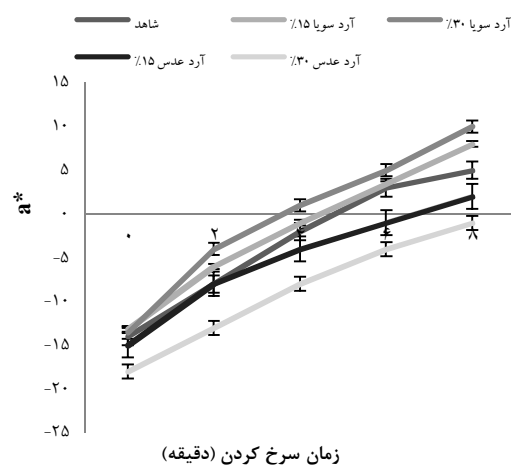 شاهد آرد سویا ۱۵٪ آرد سویا ۳۰٪
آرد عدس ۱۵٪ آرد عدس ۳۰٪
۱۵
۱۰
۵
۰
-۵
-۱۰
-۱۵
-۲۰
-۲۵
a*
۰ ۲ ۴ ۶ ۸
زمان سرخ کردن (دقیقه)